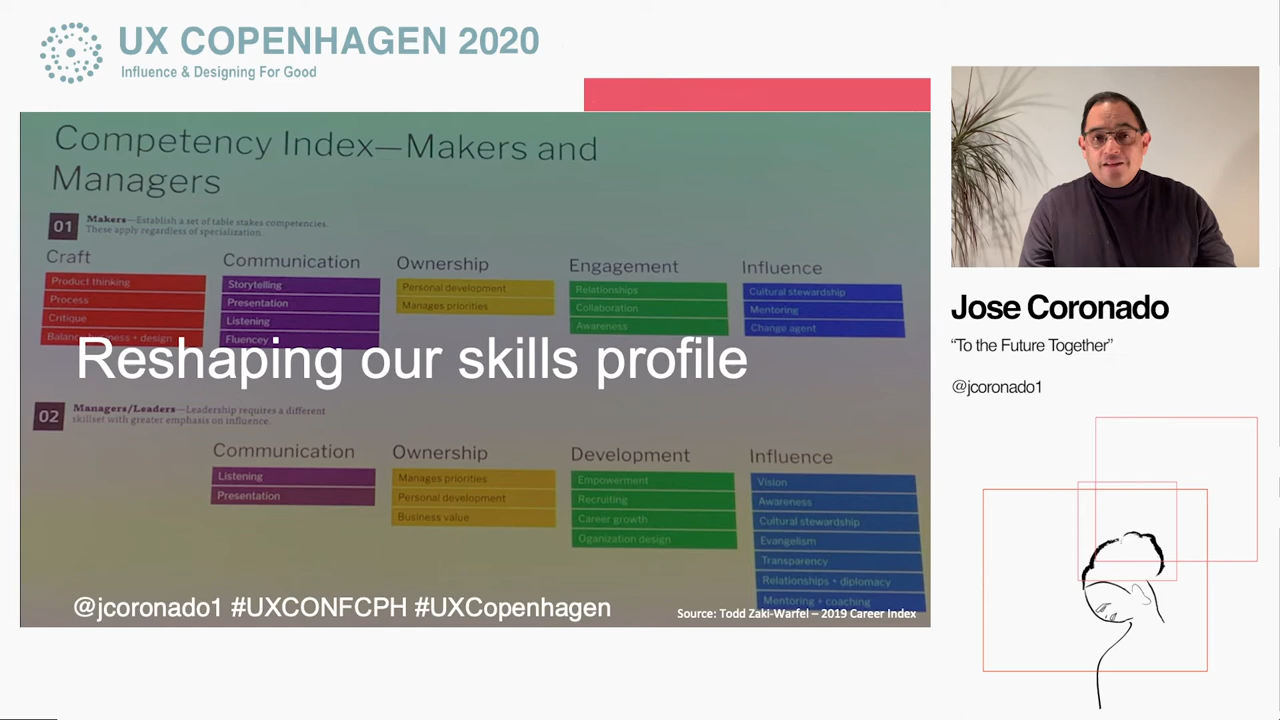 UX COPENHAGEN 2020
Influence & Designing For Good
Competency Index—Makers and
Managers
01
Makers—Establish a set of table stakes competencies.
These apply regardless of specialization.
Craft
Product thinking
Process
Critique
Balance business + design
Communication
Storytelling
Presentation
Listening
Fluencey
Ownership
Personal development
Manages priorities
Engagement
Relationships
Collaboration
Awareness
Influence
Cultural stewardship
Mentoring
Change agent
Reshaping our skills profile
02
Managers/Leaders—Leadership requires a different
skillset with greater emphasis on influence.
Communication
Listening
Presentation
Ownership
Manages priorities
Personal development
Business value
Development
Empowerment
Recruiting
Career growth
Oganization design
Influence
Vision
Awareness
Cultural stewardship
Evangelism
Transparency
Relationships + diplomacy
Mentoring + coaching
@jcoronado1 #UXCONFCPH #UXCopenhagen
Source: Todd Zaki-Warfel – 2019 Career Index
Jose Coronado
“To the Future Together”
@jcoronado1